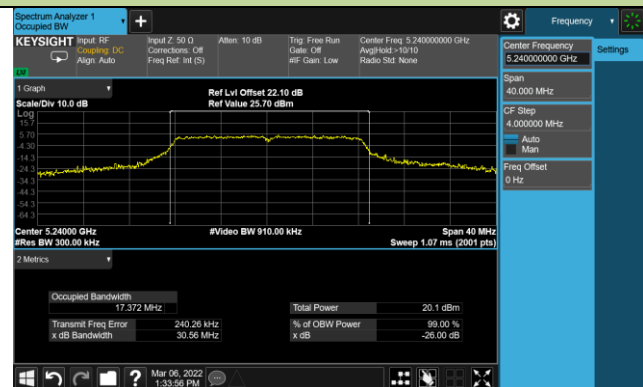 Spectrum Analyzer 1
Occupied BW
Frequency
KEYSIGHT
Input: RF
Coupling: DC
Align: Auto
Input Z: 50 Ω
Corrections: Off
Freq Ref: Int (S)
Atten: 10 dB
Trig: Free Run
Gate: Off
#IF Gain: Low
Center Freq: 5.240000000 GHz
Avg|Hold:>10/10
Radio Std: None
Center Frequency
5.240000000 GHz
Settings
Span
40.000 MHz
CF Step
4.000000 MHz
Auto
Man
Freq Offset
0 Hz
1 Graph
Scale/Div 10.0 dB
Ref Lvl Offset 22.10 dB
Ref Value 25.70 dBm
Log
15.7
5.70
-4.30
-14.3
-24.3
-34.3
-44.3
-54.3
-64.3
Center 5.24000 GHz
#Video BW 910.00 kHz
Span 40 MHz
#Res BW 300.00 kHz
Sweep 1.07 ms (2001 pts)
2 Metrics
Occupied Bandwidth
17.372 MHz
Total Power 20.1 dBm
Transmit Freq Error 240.26 kHz
% of OBW Power 99.00 %
x dB Bandwidth 30.56 MHz
x dB -26.00 dB
?
Mar 06, 2022
1:33:56 PM